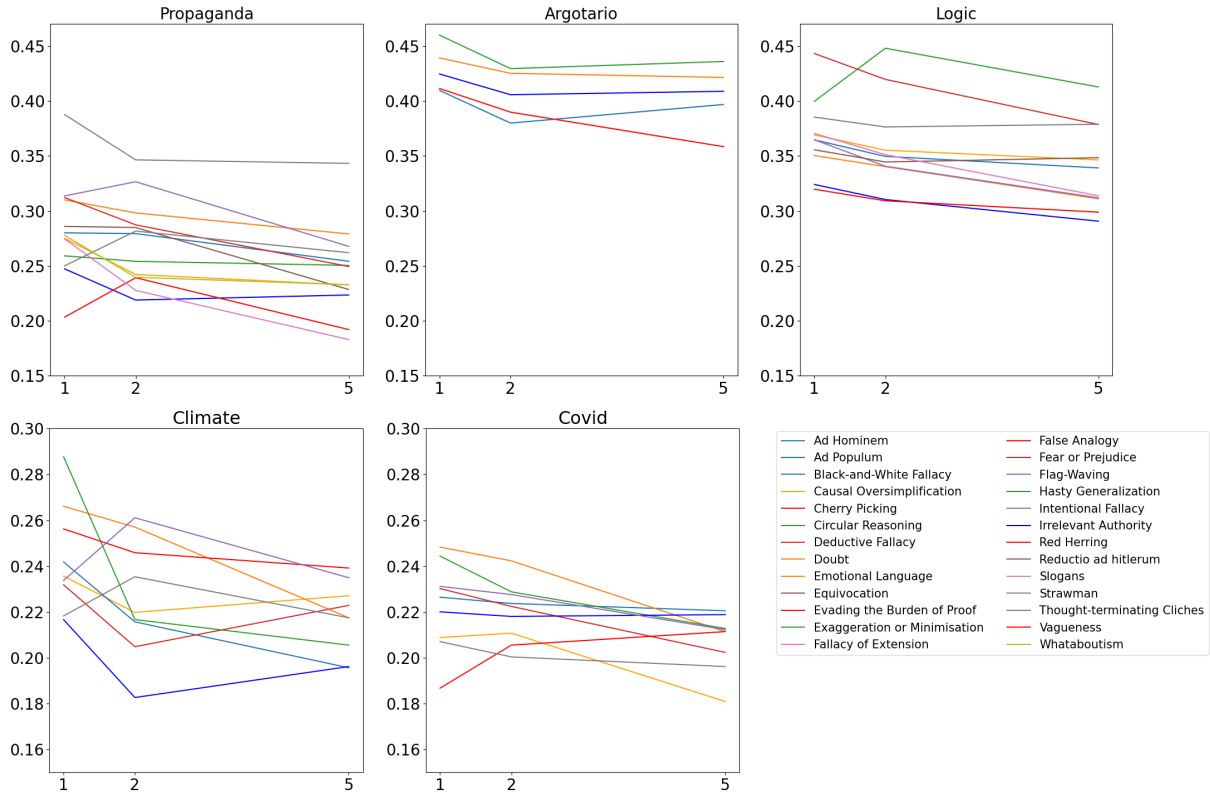 Propaganda
0.45
0.40
0.35
0.30
0.25
0.20
0.15
1 2 5
Argotario
0.45
0.40
0.35
0.30
0.25
0.20
0.15
1 2 5
Logic
0.45
0.40
0.35
0.30
0.25
0.20
0.15
1 2 5
Climate
0.30
0.28
0.26
0.24
0.22
0.20
0.18
0.16
1 2 5
Covid
0.30
0.28
0.26
0.24
0.22
0.20
0.18
0.16
1 2 5
Ad Hominem
Ad Populum
Black-and-White Fallacy
Causal Oversimplification
Cherry Picking
Circular Reasoning
Deductive Fallacy
Doubt
Emotional Language
Equivocation
Evading the Burden of Proof
Exaggeration or Minimisation
Fallacy of Extension
False Analogy
Fear or Prejudice
Flag-Waving
Hasty Generalization
Intentional Fallacy
Irrelevant Authority
Red Herring
Reductio ad hitlerum
Slogans
Strawman
Thought-terminating Cliches
Vagueness
Whataboutism